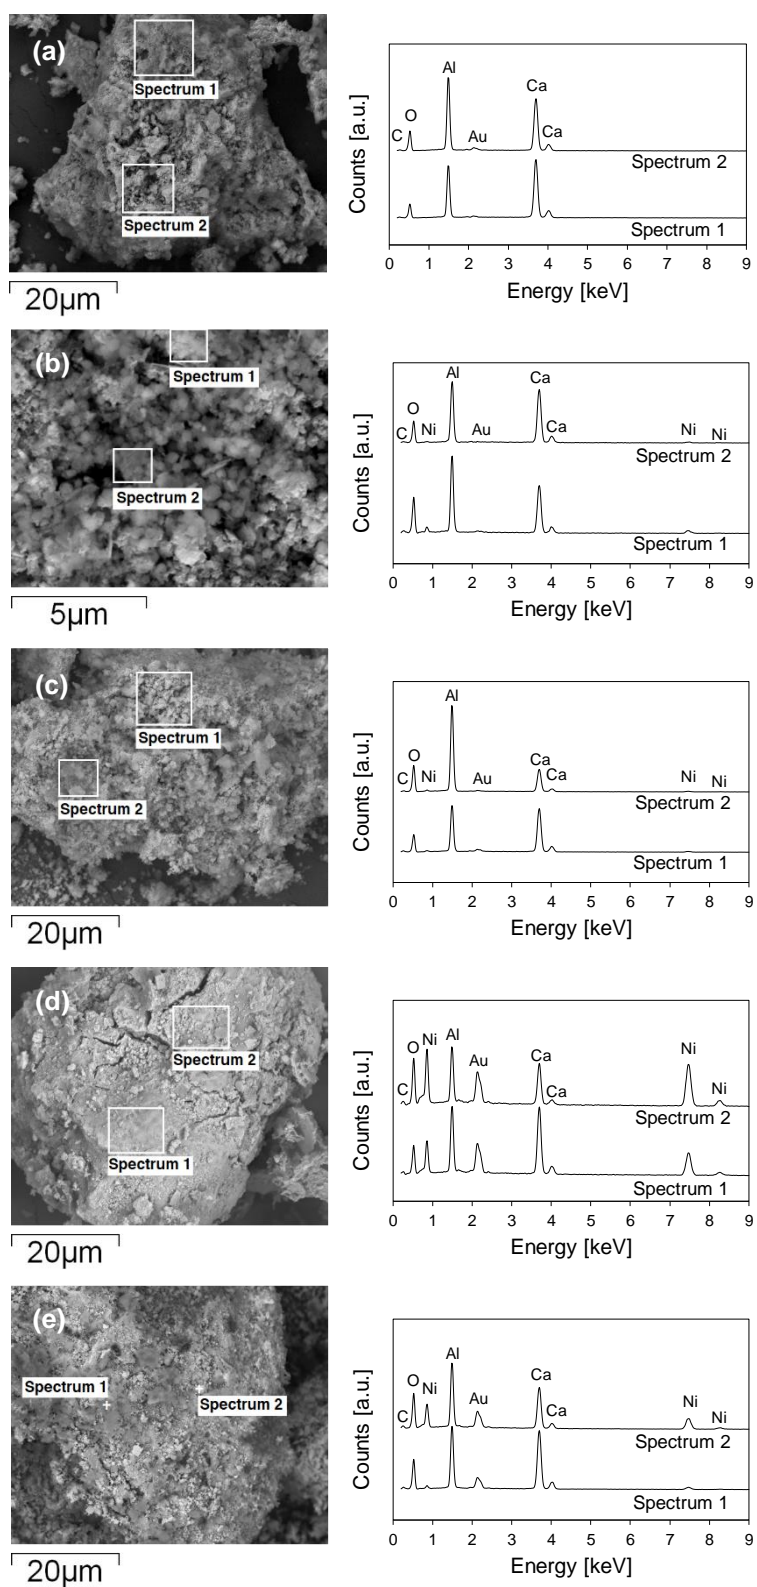 (a)
Spectrum 1
Spectrum 2
20µm
Counts [a.u.]
C
O
Al
Au
Ca
Ca
Spectrum 2
Spectrum 1
0 1 2 3 4 5 6 7 8 9
Energy [keV]
(b)
Spectrum 1
Spectrum 2
5µm
Counts [a.u.]
C
O
Ni
Al
Au
Ca
Ca
Ni
Ni
Spectrum 2
Spectrum 1
0 1 2 3 4 5 6 7 8 9
Energy [keV]
(c)
Spectrum 1
Spectrum 2
20µm
Counts [a.u.]
C
O
Ni
Al
Au
Ca
Ca
Ni
Ni
Spectrum 2
Spectrum 1
0 1 2 3 4 5 6 7 8 9
Energy [keV]
(d)
Spectrum 2
Spectrum 1
20µm
Counts [a.u.]
C
O
Ni
Al
Au
Ca
Ca
Ni
Ni
Spectrum 2
Spectrum 1
0 1 2 3 4 5 6 7 8 9
Energy [keV]
(e)
Spectrum 1
Spectrum 2
20µm
Counts [a.u.]
C
O
Ni
Al
Au
Ca
Ca
Ni
Ni
Spectrum 2
Spectrum 1
0 1 2 3 4 5 6 7 8 9
Energy [keV]